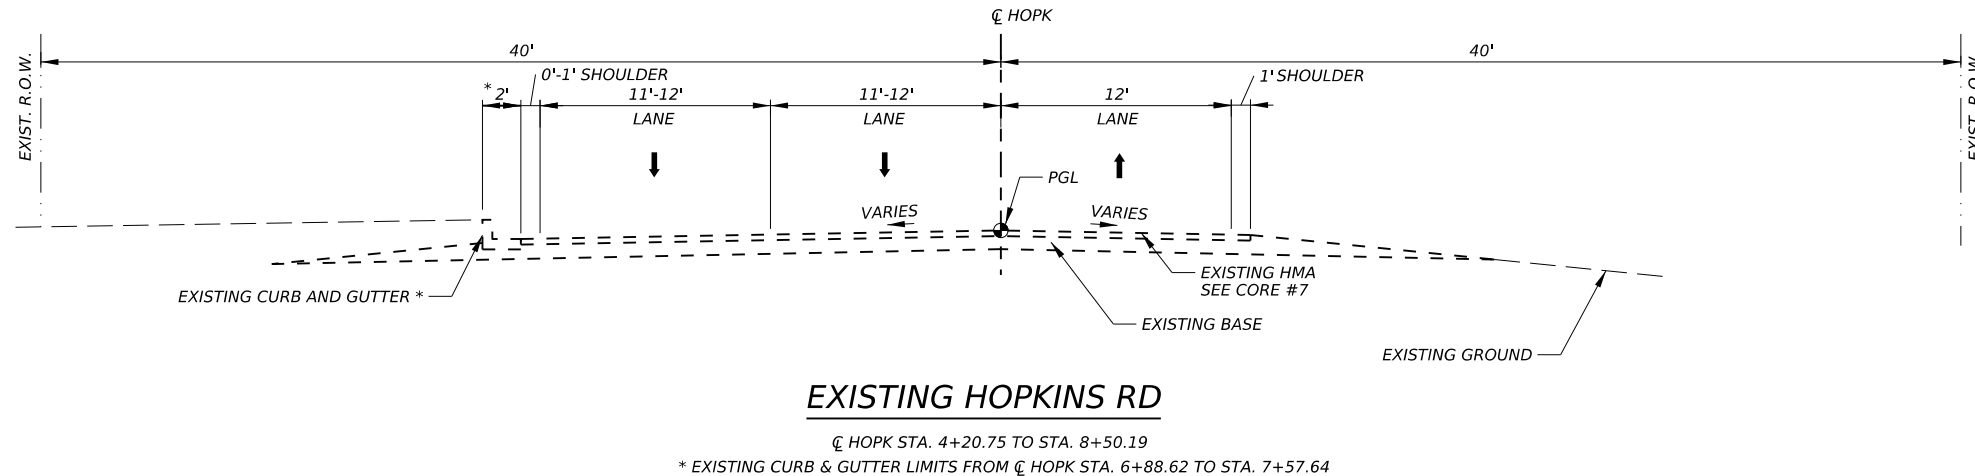 ℄ HOPK
40'
40'
EXIST. R.O.W.
EXIST. R.O.W.
0'-1' SHOULDER
1' SHOULDER
* 2'
11'-12'
LANE
11'-12'
LANE
12'
LANE
PGL
VARIES
VARIES
EXISTING CURB AND GUTTER *
EXISTING HMA
SEE CORE #7
EXISTING BASE
EXISTING GROUND
EXISTING HOPKINS RD
℄ HOPK STA. 4+20.75 TO STA. 8+50.19
* EXISTING CURB & GUTTER LIMITS FROM ℄ HOPK STA. 6+88.62 TO STA. 7+57.64